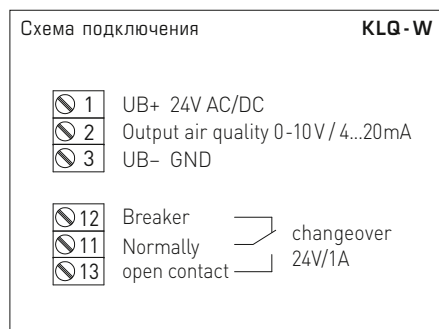 Схема подключения KLQ-W
1 UB+ 24V AC/DC
2 Output air quality 0-10V / 4...20mA
3 UB– GND
12 Breaker
11 Normally
13 open contact
changeover
24V/1A